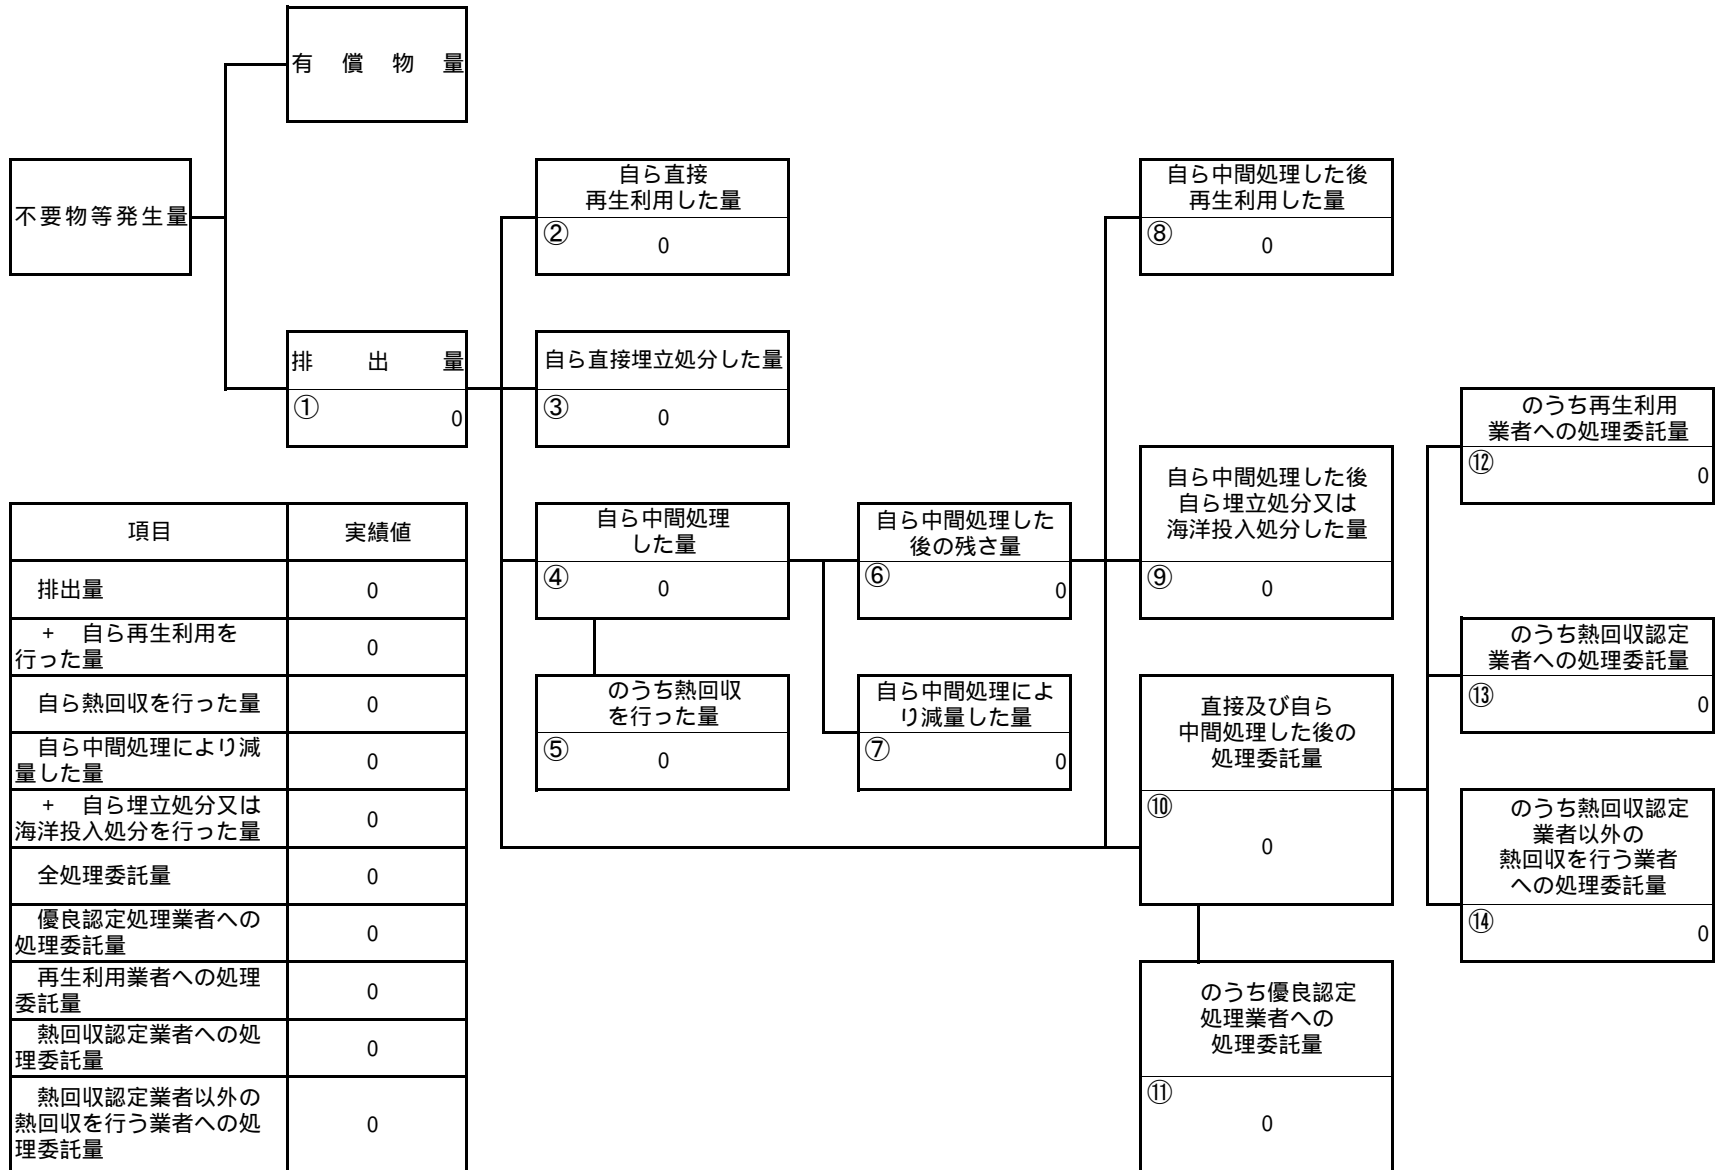 有　償　物　量
不要物等発生量
自ら直接
再生利用した量
②
0
自ら中間処理した後
再生利用した量
⑧
0
排　出　量
①
0
自ら直接埋立処分した量
③
0
のうち再生利用
業者への処理委託量
⑫
0
自ら中間処理
した量
④
0
自ら中間処理した
後の残さ量
⑥
0
自ら中間処理した後
自ら埋立処分又は
海洋投入処分した量
⑨
0
のうち熱回収認定
業者への処理委託量
⑬
0
のうち熱回収
を行った量
⑤
0
自ら中間処理によ
り減量した量
⑦
0
直接及び自ら
中間処理した後の
処理委託量
⑩
0
のうち熱回収認定
業者以外の
熱回収を行う業者
への処理委託量
⑭
0
のうち優良認定
処理業者への
処理委託量
⑪
0
項目　実績値
排出量　0
+　自ら再生利用を
行った量　0
自ら熱回収を行った量　0
自ら中間処理により減
量した量　0
+　自ら埋立処分又は
海洋投入処分を行った量　0
全処理委託量　0
優良認定処理業者への
処理委託量　0
再生利用業者への処理
委託量　0
熱回収認定業者への処
理委託量　0
熱回収認定業者以外の
熱回収を行う業者への処
理委託量　0